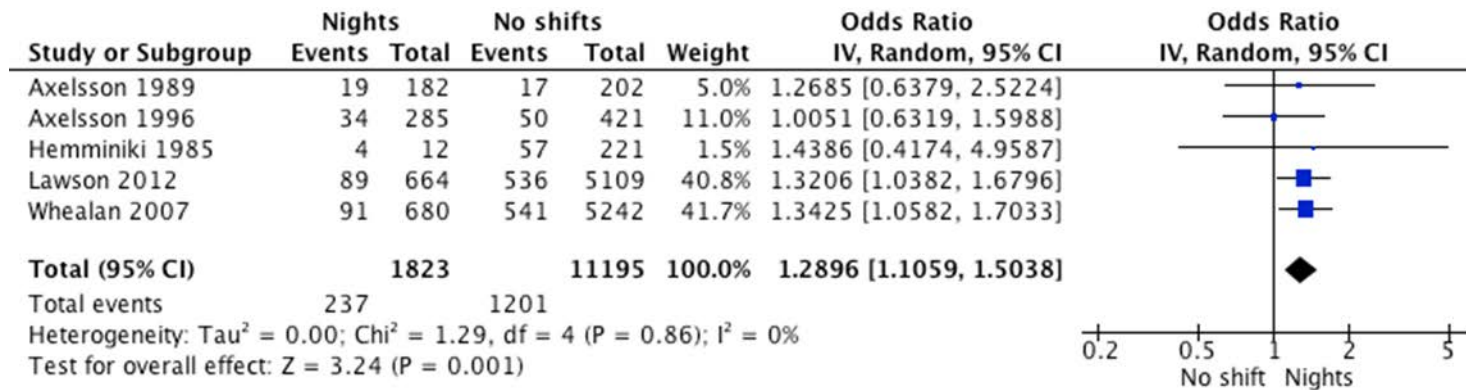 Nights No shifts Odds Ratio Odds Ratio
Study or Subgroup Events Total Events Total Weight IV, Random, 95% CI IV, Random, 95% CI
Axelsson 1989 19 182 17 202 5.0% 1.2685 [0.6379, 2.5224]
Axelsson 1996 34 285 50 421 11.0% 1.0051 [0.6319, 1.5988]
Hemminiki 1985 4 12 57 221 1.5% 1.4386 [0.4174, 4.9587]
Lawson 2012 89 664 536 5109 40.8% 1.3206 [1.0382, 1.6796]
Whealan 2007 91 680 541 5242 41.7% 1.3425 [1.0582, 1.7033]
Total (95% CI) 1823 11195 100.0% 1.2896 [1.1059, 1.5038]
Total events 237 1201
Heterogeneity: Tau² = 0.00; Chi² = 1.29, df = 4 (P = 0.86); I² = 0%
Test for overall effect: Z = 3.24 (P = 0.001)
0.2 0.5 1 2 5
No shift Nights